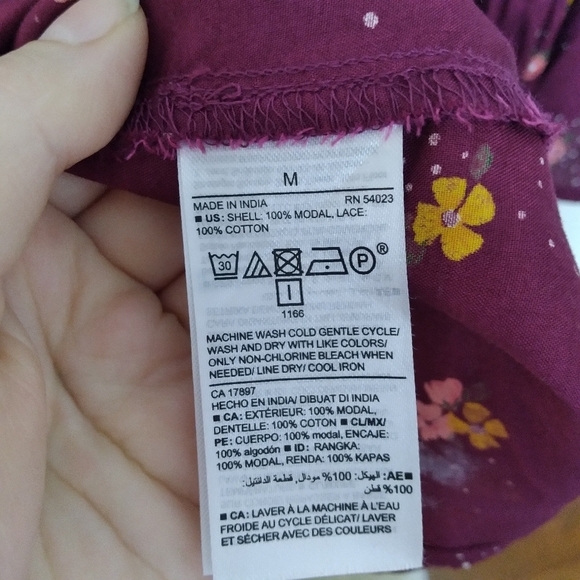 M
MADE IN INDIA RN 54023
■ US: SHELL: 100% MODAL, LACE:
100% COTTON
30 P ®
1166
MACHINE WASH COLD GENTLE CYCLE/
WASH AND DRY WITH LIKE COLORS/
ONLY NON-CHLORINE BLEACH WHEN
NEEDED/ LINE DRY/ COOL IRON
CA 17897
HECHO EN INDIA/ DIBUAT DI INDIA
■ CA: EXTÉRIEUR: 100% MODAL,
DENTELLE: 100% COTON ■ CL/MX/
PE: CUERPO: 100% modal, ENCAJE:
100% algodón ■ ID: RANGKA:
100% MODAL, RENDA: 100% KAPAS
■ AE: الهيكل: 100% مودال, قطعة الدانتيل:
100% قطن
■ CA: LAVER À LA MACHINE À L'EAU
FROIDE AU CYCLE DÉLICAT/ LAVER
ET SÉCHER AVEC DES COULEURS